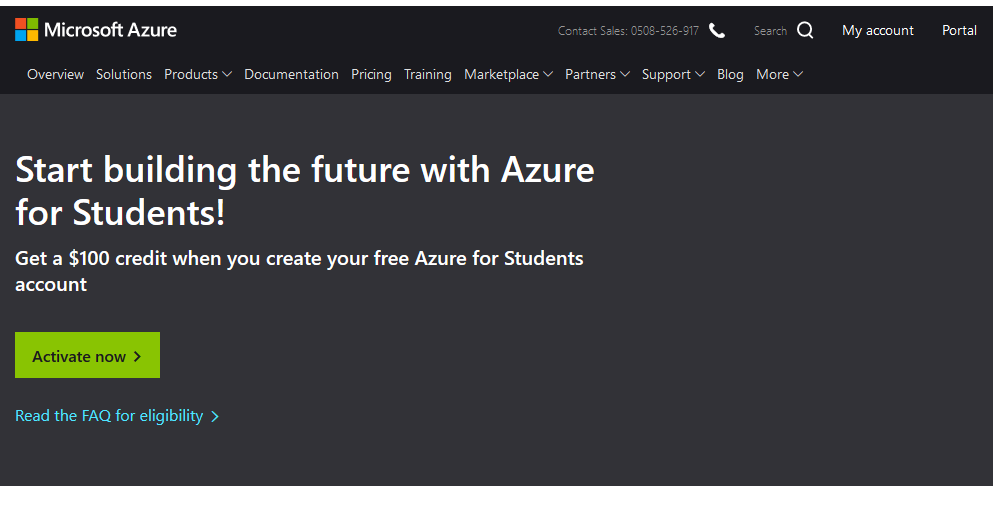 Microsoft Azure
Contact Sales: 0508-526-917
Search
My account
Portal
Overview Solutions Products Documentation Pricing Training Marketplace Partners Support Blog More
Start building the future with Azure
for Students!
Get a $100 credit when you create your free Azure for Students
account
Activate now
Read the FAQ for eligibility